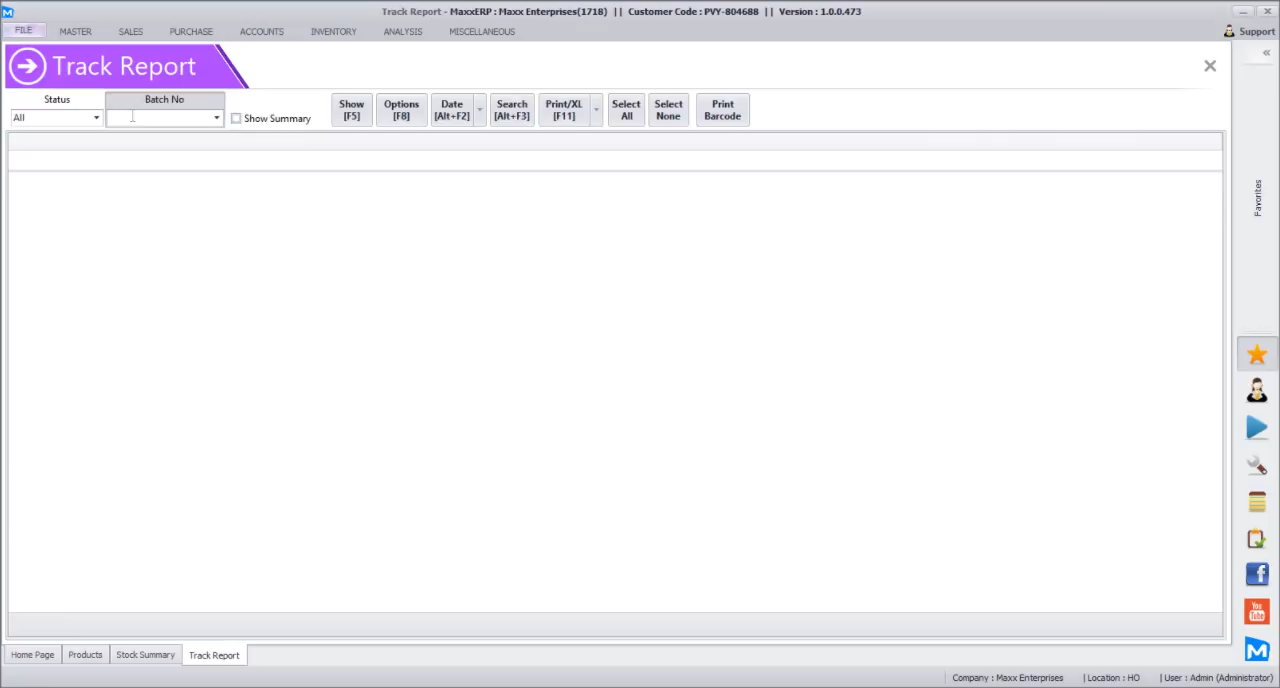 Track Report - MaxxERP : Maxx Enterprises(1718) || Customer Code : PVY-804688 || Version : 1.0.0.473
FILE MASTER SALES PURCHASE ACCOUNTS INVENTORY ANALYSIS MISCELLANEOUS Support
Track Report
Status Batch No
All Show Summary
Show [F5]
Options [F8]
Date [Alt+F2]
Search [Alt+F3]
Print/XL [F11]
Select All
Select None
Print Barcode
Favorites
f
You
Tube
M
Home Page Products Stock Summary Track Report
Company : Maxx Enterprises | Location : HO | User : Admin (Administrator)